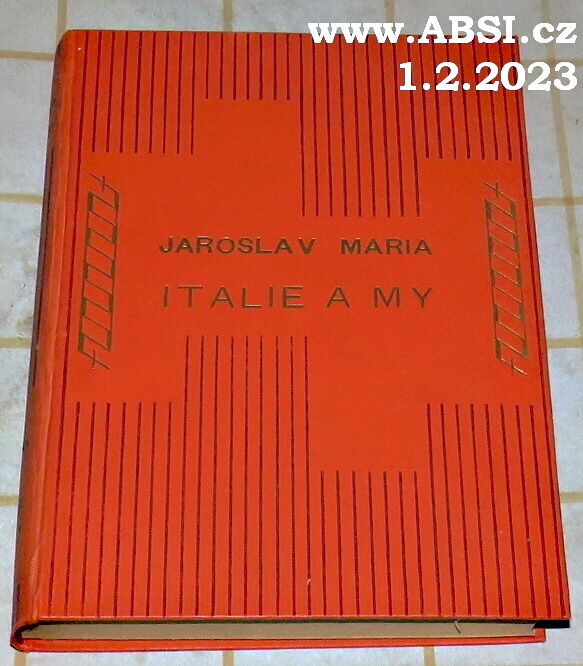 www.ABSI.cz
1.2.2023
JAROSLAV MARIA
ITALIE A MY